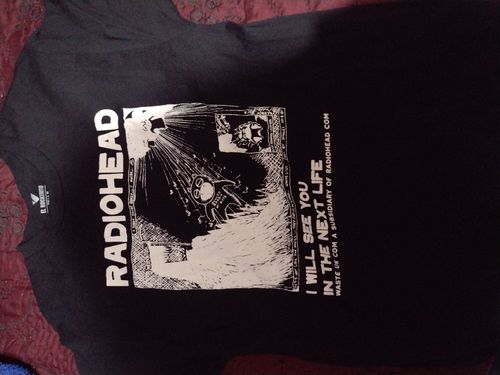 RADIOHEAD
I WILL SEE YOU
IN THE NEXT LIFE
WASTE UK COM A SUBSIDIARY OF RADIOHEAD COM